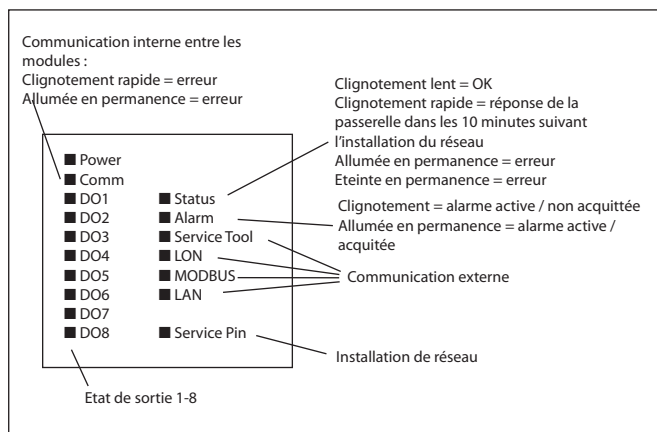 Communication interne entre les
modules :
Clignotement rapide = erreur
Allumée en permanence = erreur
Clignotement lent = OK
Clignotement rapide = réponse de la
passerelle dans les 10 minutes suivant
l'installation du réseau
Allumée en permanence = erreur
Eteinte en permanence = erreur
Clignotement = alarme active / non acquittée
Allumée en permanence = alarme active /
acquitée
Communication externe
Installation de réseau
Power
Comm
DO1
DO2
DO3
DO4
DO5
DO6
DO7
DO8
Status
Alarm
Service Tool
LON
MODBUS
LAN
Service Pin
Etat de sortie 1-8